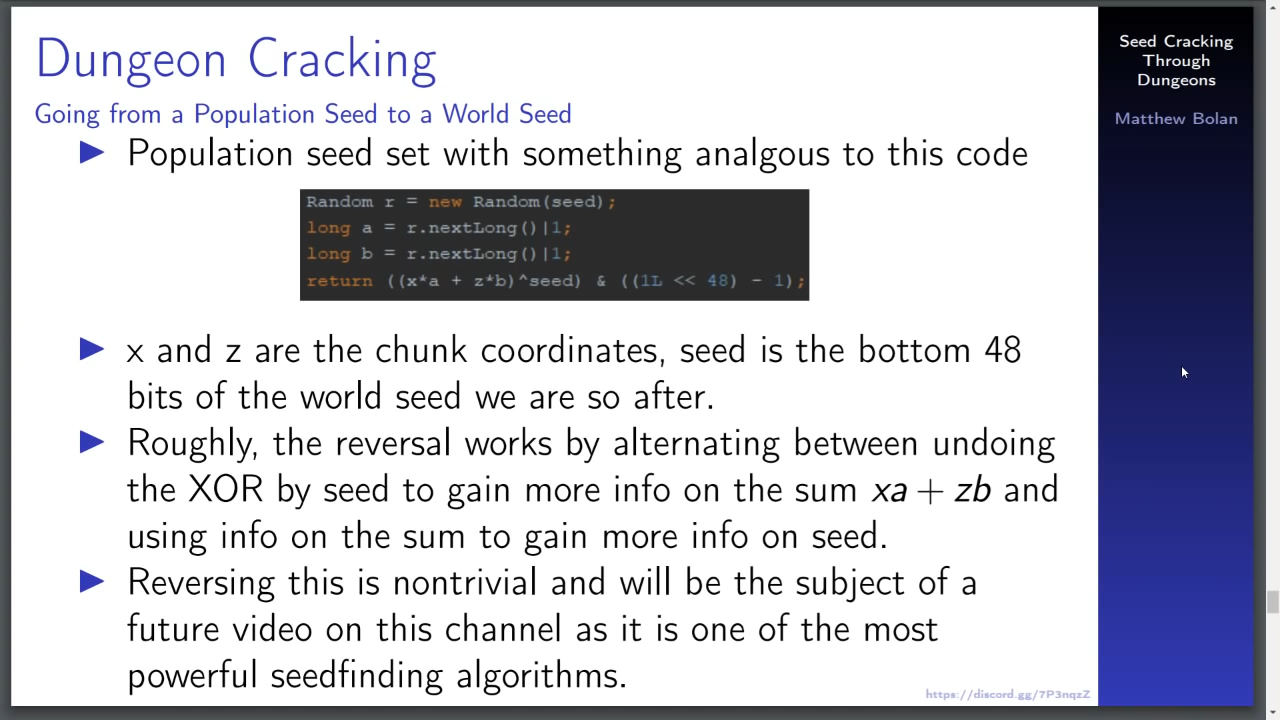 Dungeon Cracking
Going from a Population Seed to a World Seed
Population seed set with something analgous to this code
Random r = new Random(seed);
long a = r.nextLong()|1;
long b = r.nextLong()|1;
return ((x*a + z*b)^seed) & ((1L << 48) - 1);
x and z are the chunk coordinates, seed is the bottom 48
bits of the world seed we are so after.
Roughly, the reversal works by alternating between undoing
the XOR by seed to gain more info on the sum xa + zb and
using info on the sum to gain more info on seed.
Reversing this is nontrivial and will be the subject of a
future video on this channel as it is one of the most
powerful seedfinding algorithms.
https://discord.gg/7P3nqzZ
Seed Cracking
Through
Dungeons
Matthew Bolan